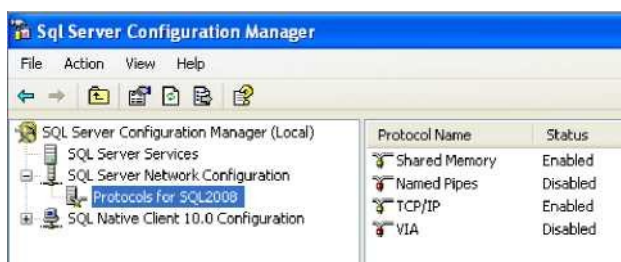 Sql Server Configuration Manager
File Action View Help
SQL Server Configuration Manager (Local)
SQL Server Services
SQL Server Network Configuration
Protocols for SQL2008
SQL Native Client 10.0 Configuration
Protocol Name Status
Shared Memory Enabled
Named Pipes Disabled
TCP/IP Enabled
VIA Disabled